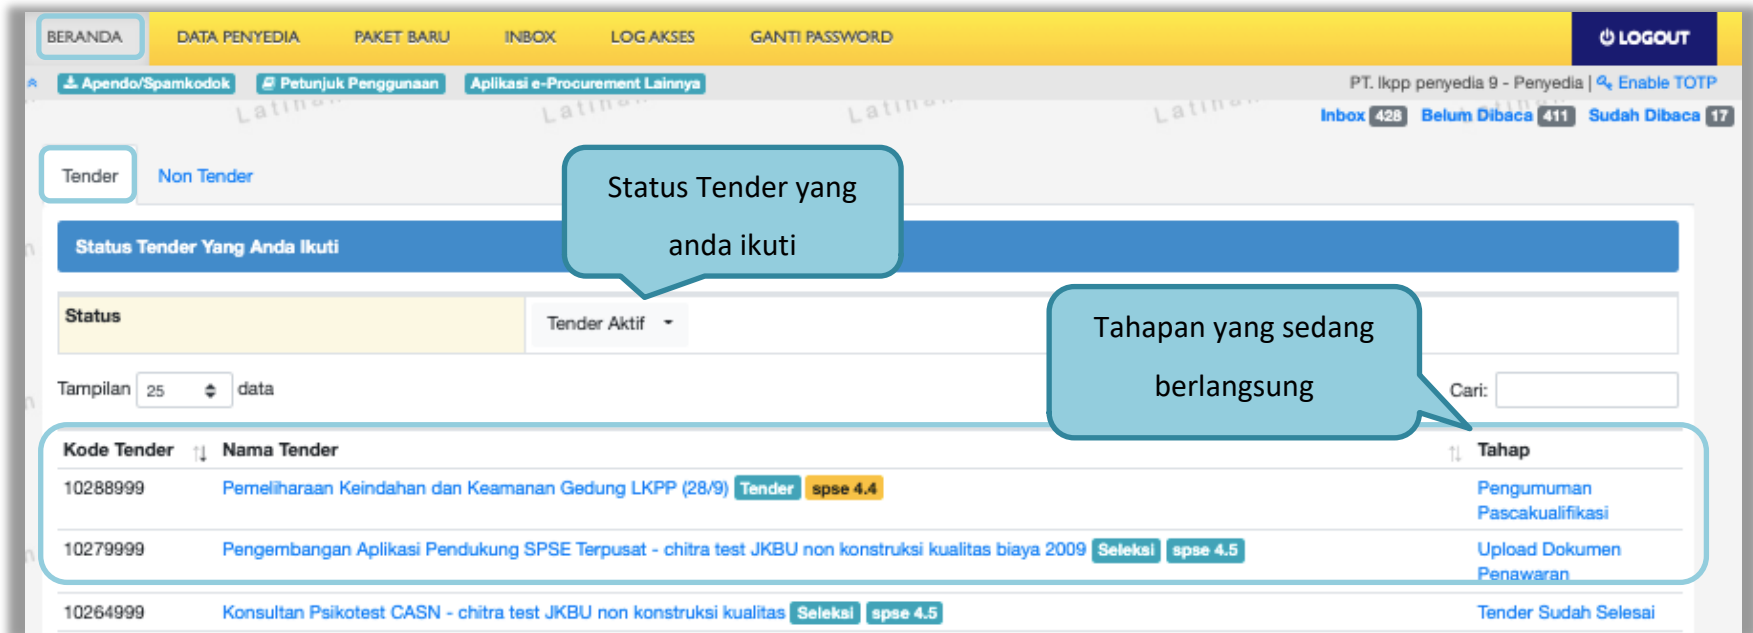 BERANDA DATA PENYEDIA PAKET BARU INBOX LOG AKSES GANTI PASSWORD LOGOUT
Apendo/Spamkodok Petunjuk Penggunaan Aplikasi e-Procurement Lainnya PT. lkpp penyedia 9 - Penyedia | Enable TOTP
Latihan Latihan Latihan Latihan
Inbox 428 Belum Dibaca 411 Sudah Dibaca 17
Tender Non Tender
Status Tender yang
anda ikuti
Status Tender Yang Anda Ikuti
Status Tender Aktif
Tahapan yang sedang
berlangsung
Tampilan 25 data Cari:
Kode Tender Nama Tender Tahap
10288999 Pemeliharaan Keindahan dan Keamanan Gedung LKPP (28/9) Tender spse 4.4 Pengumuman
Pascakualifikasi
10279999 Pengembangan Aplikasi Pendukung SPSE Terpusat - chitra test JKBU non konstruksi kualitas biaya 2009 Seleksi spse 4.5 Upload Dokumen
Penawaran
10264999 Konsultan Psikotest CASN - chitra test JKBU non konstruksi kualitas Seleksi spse 4.5 Tender Sudah Selesai